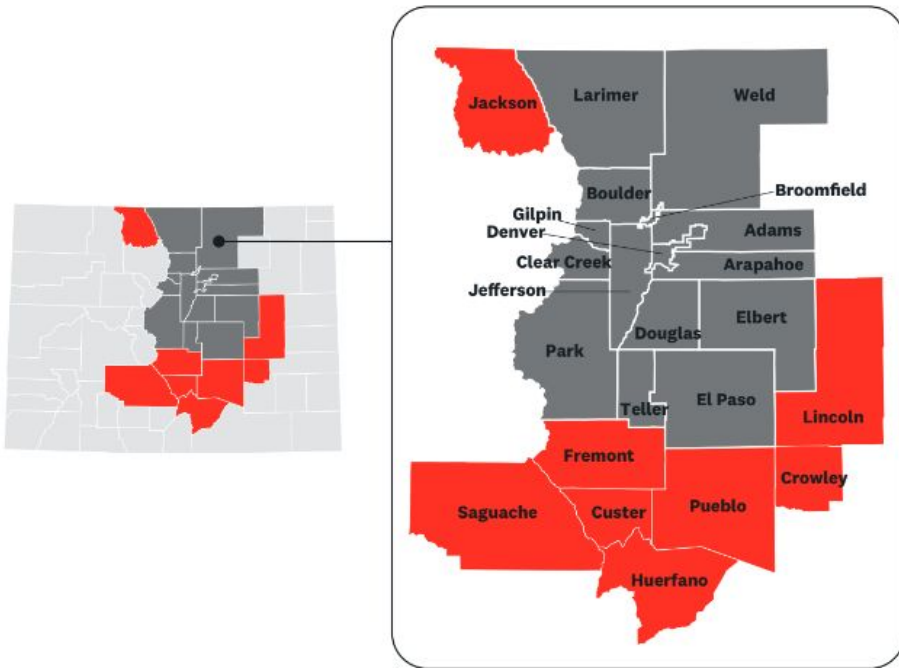 Jackson
Larimer
Weld
Boulder
Broomfield
Gilpin
Denver
Adams
Clear Creek
Arapahoe
Jefferson
Douglas
Elbert
Park
Teller
El Paso
Lincoln
Fremont
Crowley
Saguache
Custer
Pueblo
Huerfano